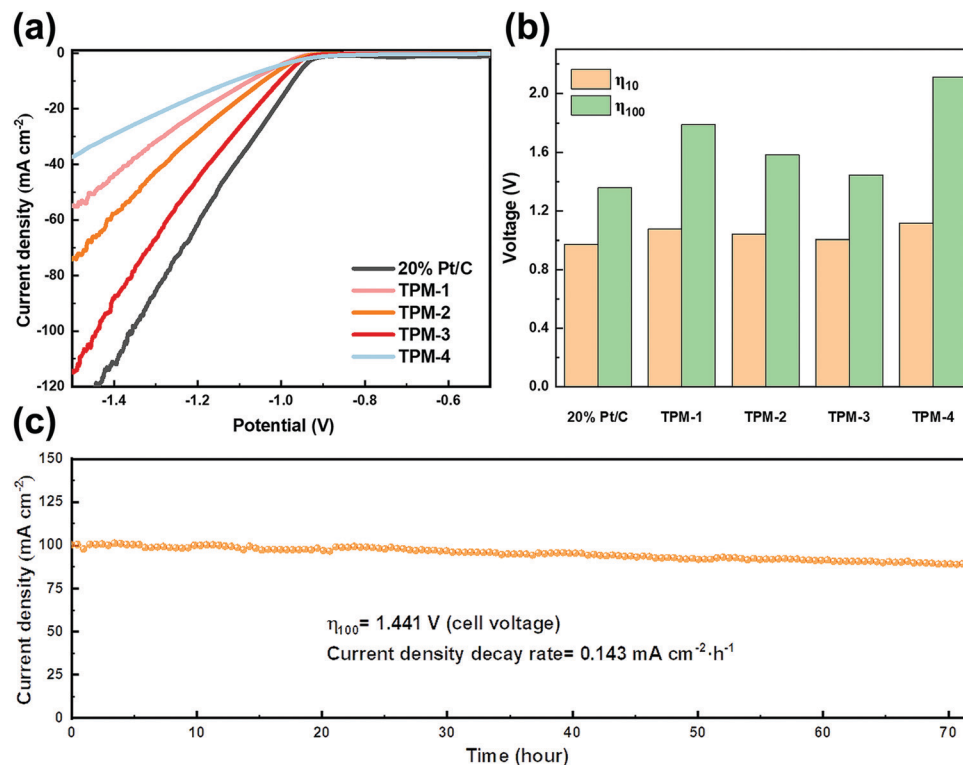 (a)
0
-20
-40
-60
-80
-100
-120
Current density (mA cm⁻²)
20% Pt/C
TPM-1
TPM-2
TPM-3
TPM-4
-1.4 -1.2 -1.0 -0.8 -0.6
Potential (V)
(b)
η₁₀
η₁₀₀
2.0
1.6
1.2
0.8
0.4
0.0
Voltage (V)
20% Pt/C TPM-1 TPM-2 TPM-3 TPM-4
(c)
150
125
100
75
50
25
0
Current density (mA cm⁻²)
η₁₀₀= 1.441 V (cell voltage)
Current density decay rate= 0.143 mA cm⁻²·h⁻¹
0 10 20 30 40 50 60 70
Time (hour)